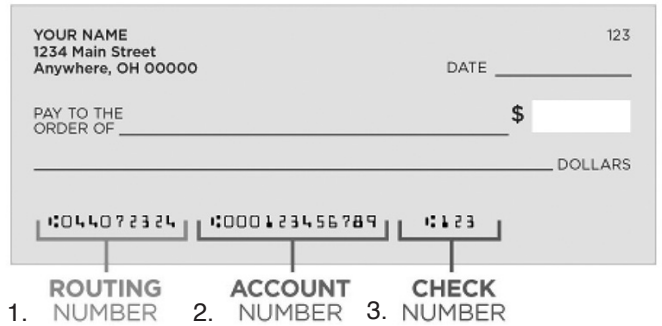 YOUR NAME 123
1234 Main Street
Anywhere, OH 00000
DATE
PAY TO THE
ORDER OF $
DOLLARS
⑆044072324 ⑆000123456789 ⑆123
ROUTING ACCOUNT CHECK
1. NUMBER 2. NUMBER 3. NUMBER